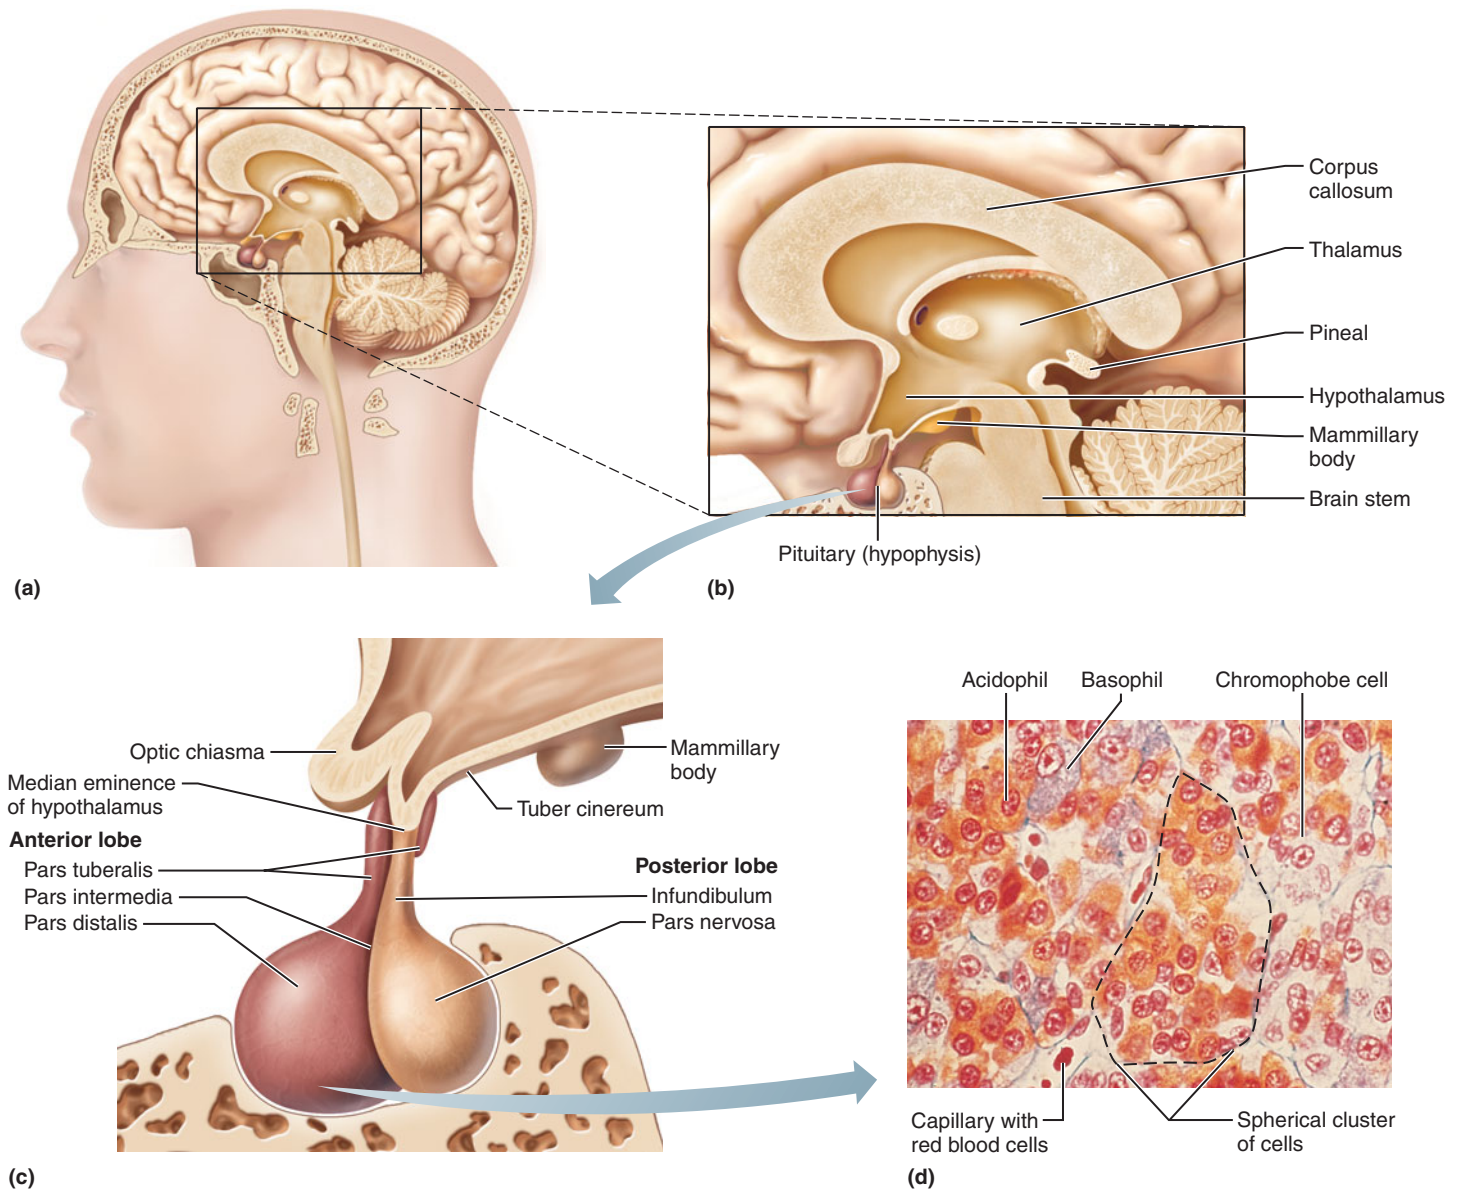 Corpus
callosum
Thalamus
Pineal
Hypothalamus
Mammillary
body
Brain stem
Pituitary (hypophysis)
(a)
(b)
Optic chiasma
Median eminence
of hypothalamus
Anterior lobe
Pars tuberalis
Pars intermedia
Pars distalis
Mammillary
body
Tuber cinereum
Posterior lobe
Infundibulum
Pars nervosa
(c)
Acidophil
Basophil
Chromophobe cell
Capillary with
red blood cells
Spherical cluster
of cells
(d)